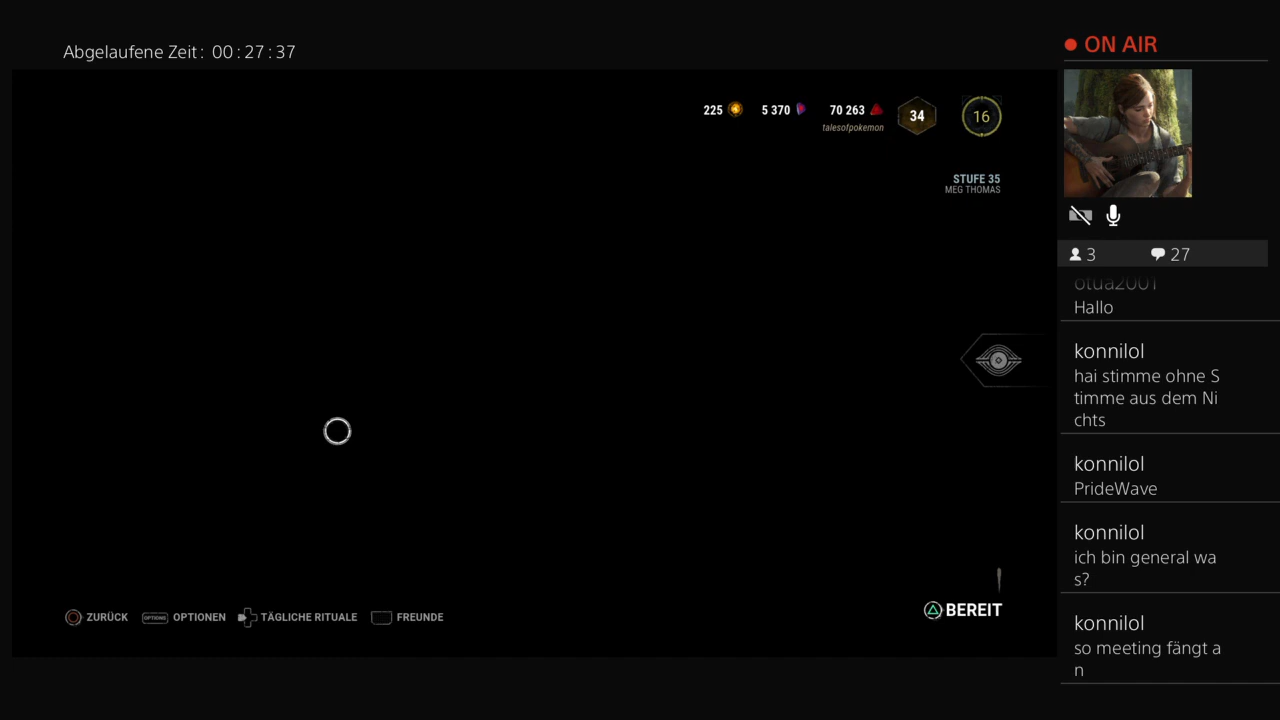 Abgelaufene Zeit: 00:27:37
ON AIR
225 5 370 70 263 34 16
talesofpokemon
STUFE 35
MEG THOMAS
3 27
otua2001
Hallo
konnilol
hai stimme ohne S
timme aus dem Ni
chts
konnilol
PrideWave
konnilol
ich bin general wa
s?
konnilol
so meeting fängt a
n
ZURÜCK OPTIONS OPTIONEN TÄGLICHE RITUALE FREUNDE
BEREIT